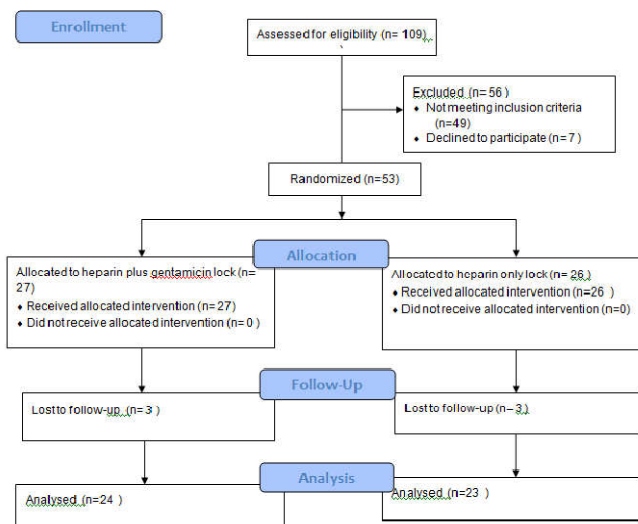 Enrollment
Assessed for eligibility (n= 109)
Excluded (n= 56)
♦ Not meeting inclusion criteria
(n=49)
♦ Declined to participate (n= 7 )
Randomized (n=53)
Allocation
Allocated to heparin plus gentamicin lock (n=
27)
♦ Received allocated intervention (n= 27)
♦ Did not receive allocated intervention (n= 0 )
Allocated to heparin only lock (n= 26)
♦ Received allocated intervention (n=26 )
♦ Did not receive allocated intervention (n=0)
Follow-Up
Lost to follow-up (n= 3 )
Lost to follow-up (n= 3)
Analysis
Analysed (n=24 )
Analysed (n=23 )